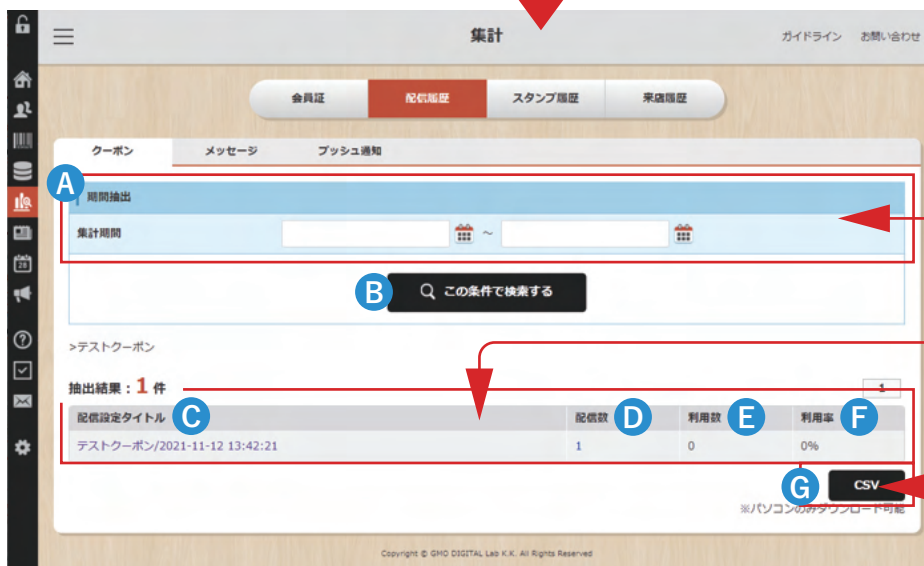 集計
ガイドライン お問い合わせ
会員証 配信履歴 スタンプ履歴 来店履歴
クーポン メッセージ プッシュ通知
A
期間抽出
集計期間 ~
28
B この条件で検索する
>テストクーポン
抽出結果:1 件
1
配信設定タイトル C 配信数 D 利用数 E 利用率 F
テストクーポン/2021-11-12 13:42:21 1 0 0%
G CSV
※パソコンのみダウンロード可能
Copyright © GMO DIGITAL Lab K.K. All Rights Reserved